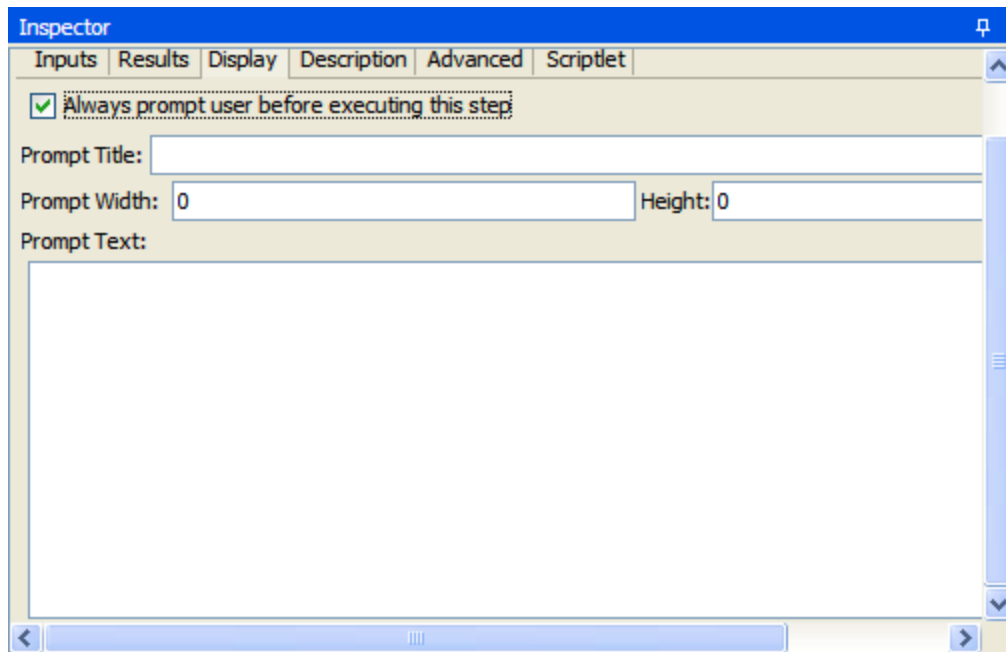 Inspector
Inputs Results Display Description Advanced Scriptlet
Always prompt user before executing this step
Prompt Title:
Prompt Width: 0 Height: 0
Prompt Text: